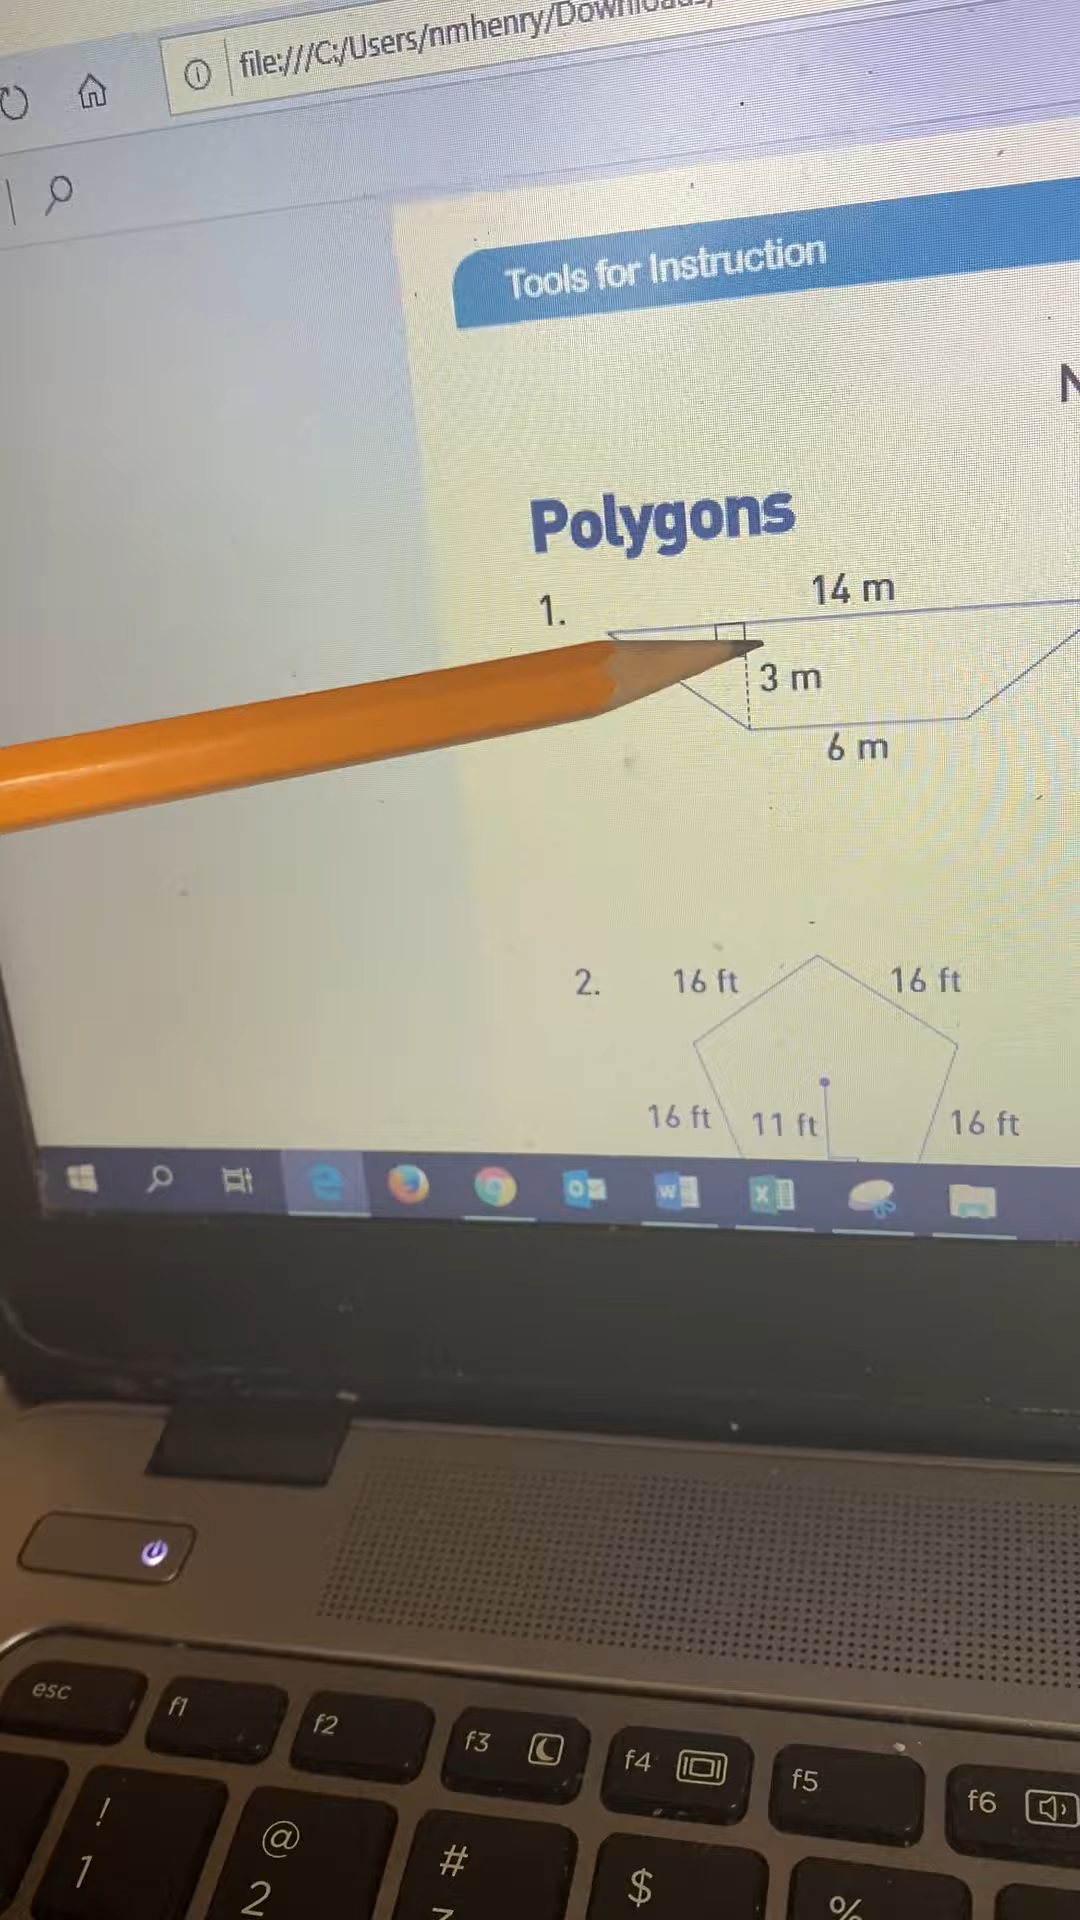 file:///C:/Users/nmhenry/Downloads/
Tools for Instruction
N
Polygons
1.
14 m
3 m
6 m
2.
16 ft
16 ft
16 ft
11 ft
16 ft
esc
f1
f2
f3
f4
f5
f6
!
1
@
2
#
$
%